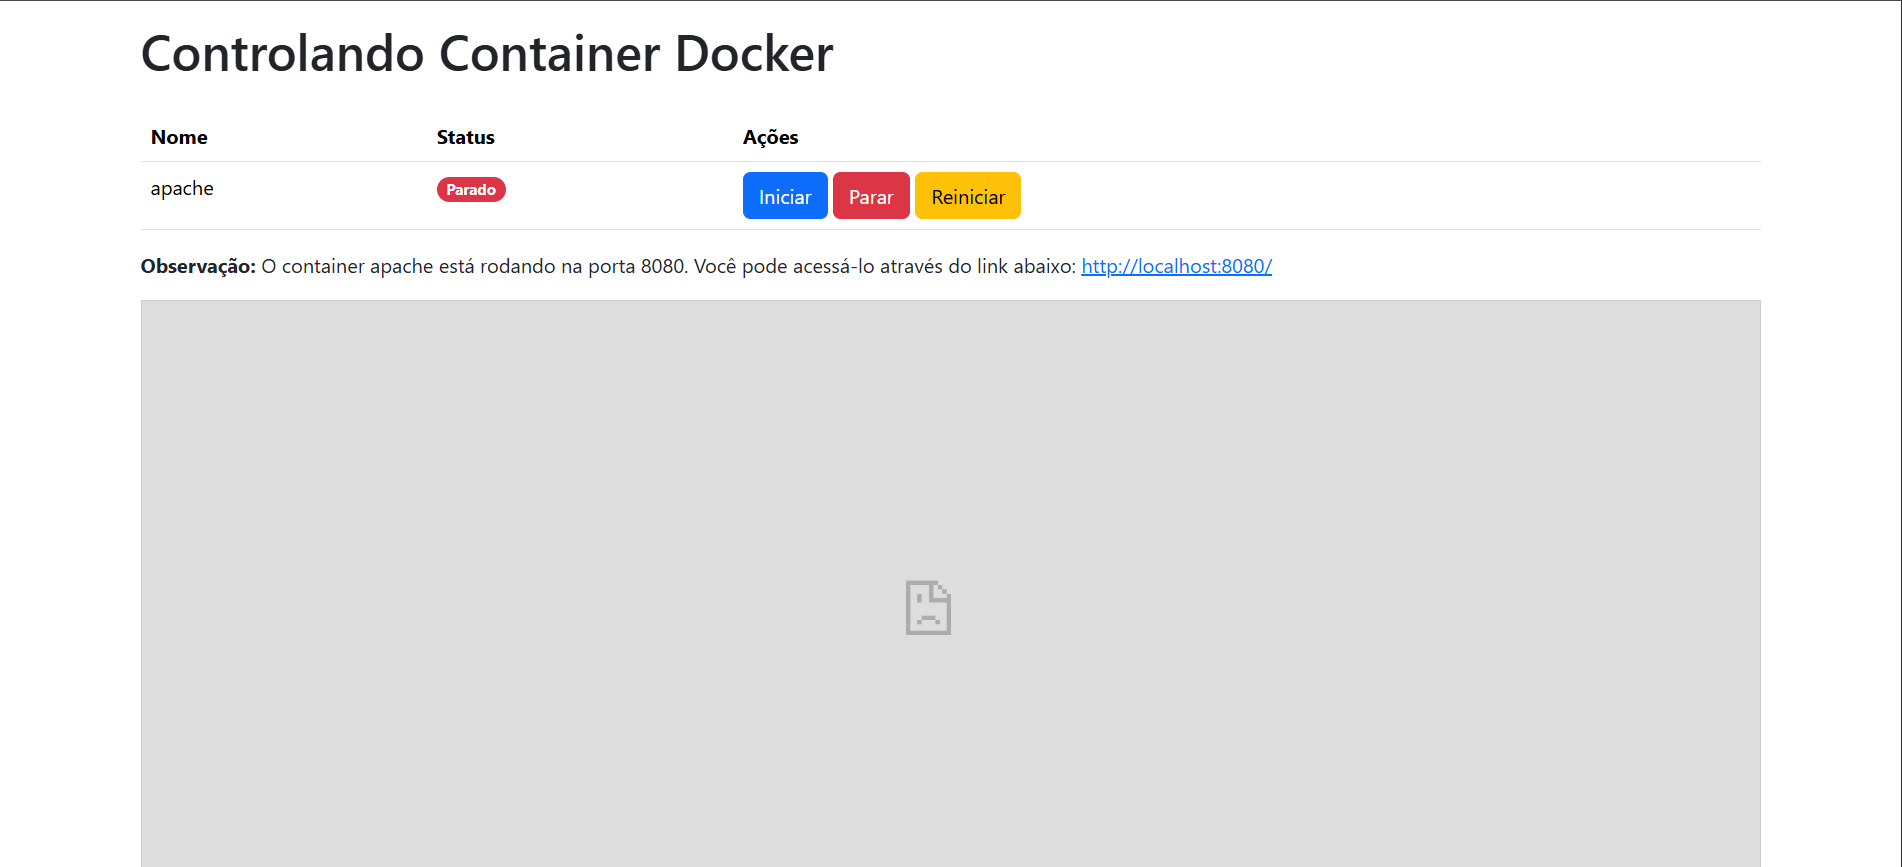 Controlando Container Docker
Nome Status Ações
apache Parado Iniciar Parar Reiniciar
Observação: O container apache está rodando na porta 8080. Você pode acessá-lo através do link abaixo: http://localhost:8080/